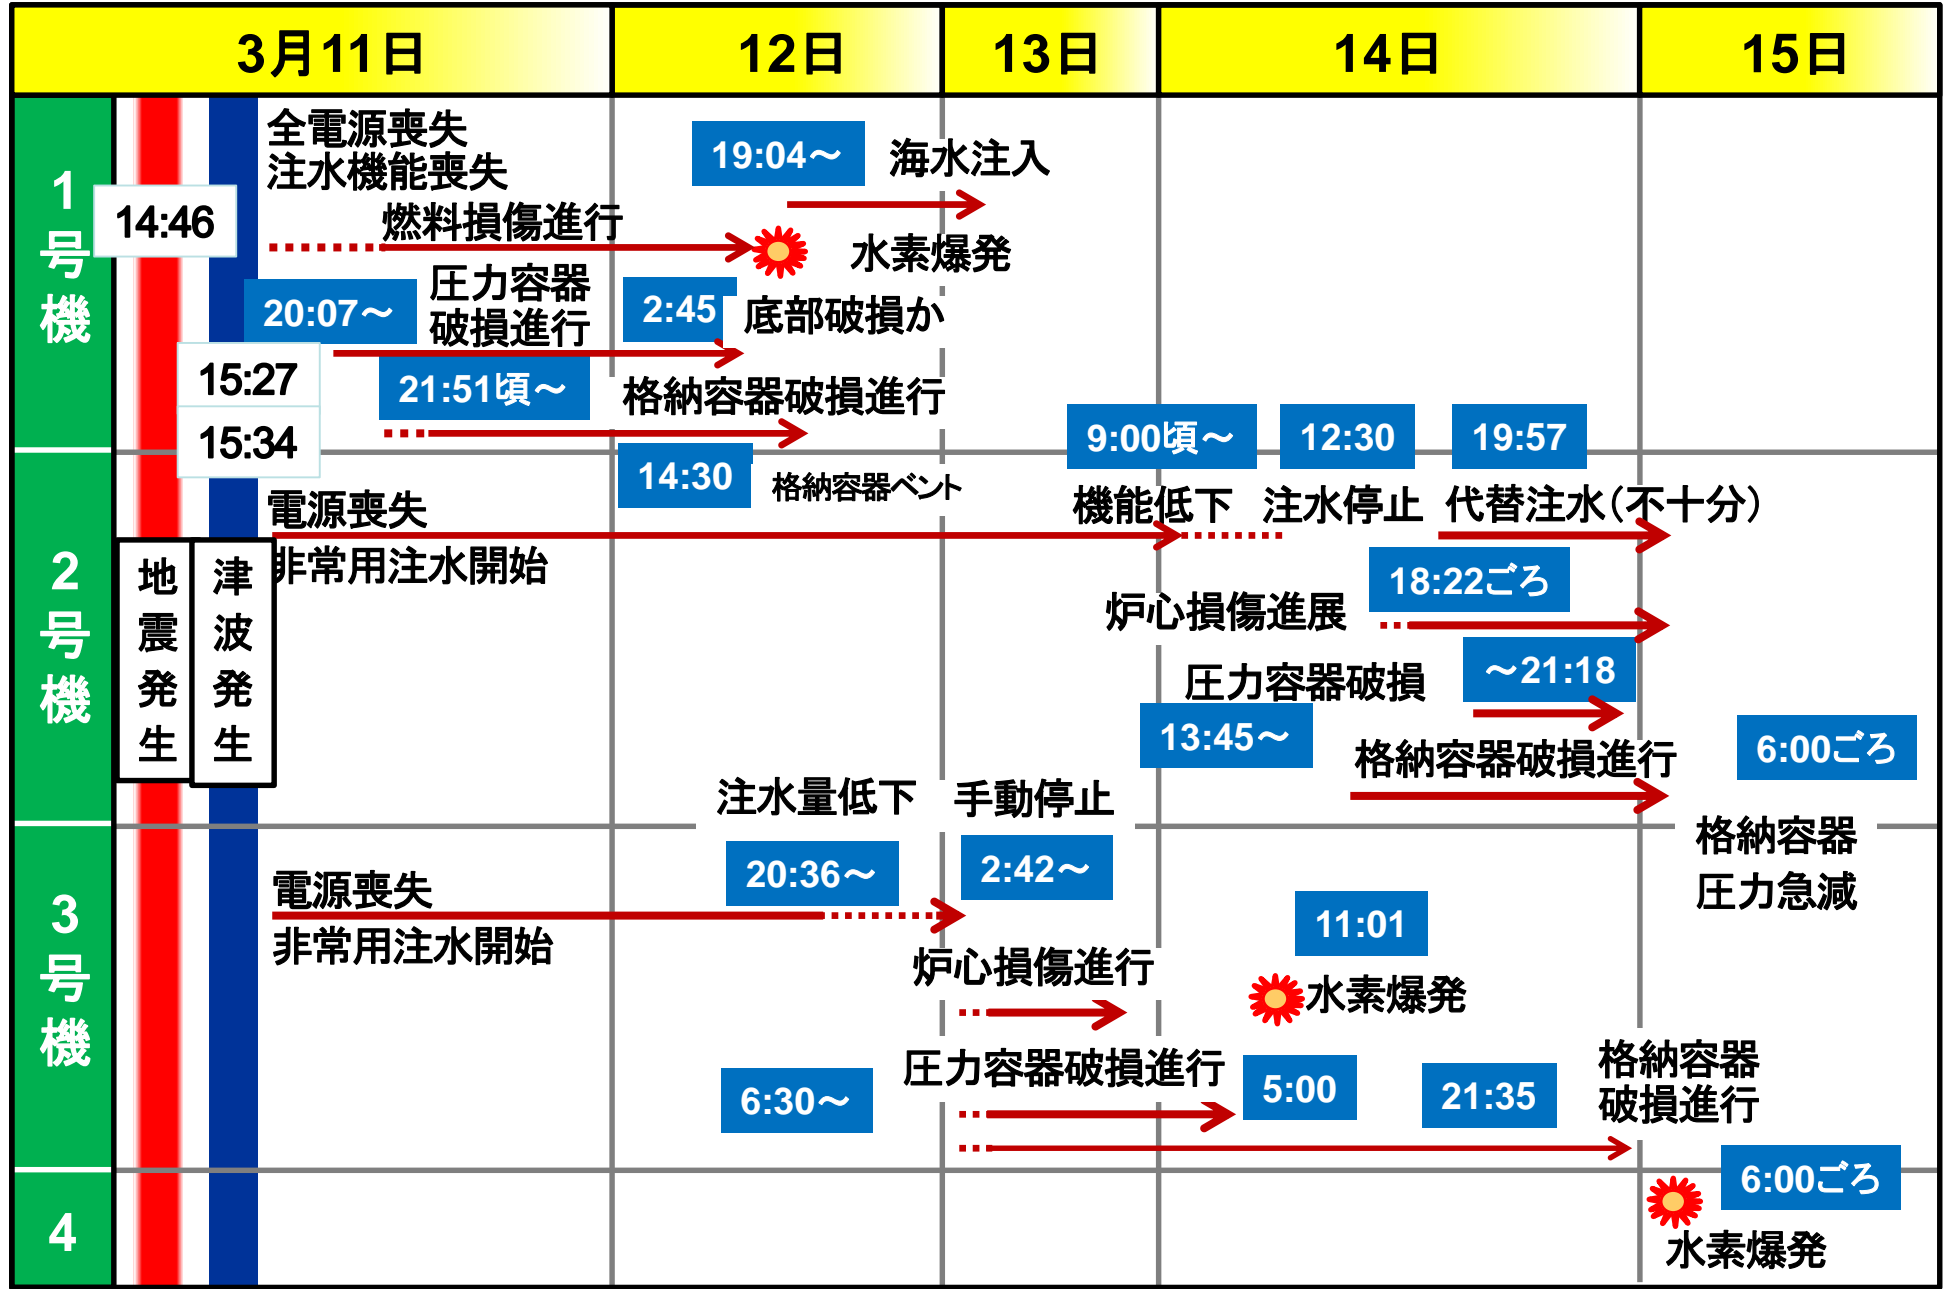 3月11日
12日
13日
14日
15日
1号機
14:46
15:27
15:34
地震発生
津波発生
全電源喪失
注水機能喪失
燃料損傷進行
19:04～
海水注入
水素爆発
20:07～
圧力容器
破損進行
2:45
底部破損か
21:51頃～
格納容器破損進行
14:30
格納容器ベント
2号機
電源喪失
非常用注水開始
9:00頃～
機能低下
12:30
注水停止
19:57
代替注水(不十分)
18:22ごろ
炉心損傷進展
～21:18
圧力容器破損
13:45～
格納容器破損進行
6:00ごろ
格納容器
圧力急減
3号機
電源喪失
非常用注水開始
注水量低下
20:36～
手動停止
2:42～
炉心損傷進行
11:01
水素爆発
圧力容器破損進行
6:30～
5:00
21:35
格納容器
破損進行
4
6:00ごろ
水素爆発